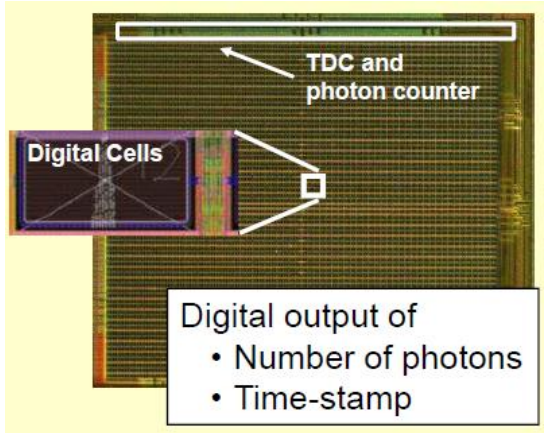 TDC and
photon counter
Digital Cells
Digital output of
• Number of photons
• Time-stamp